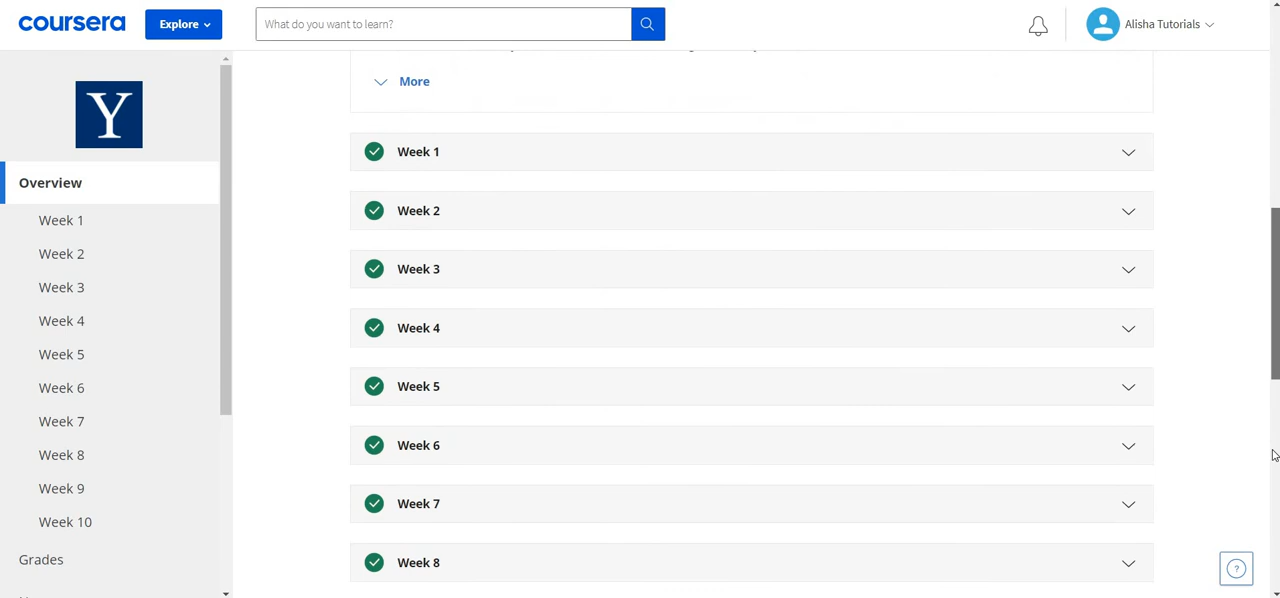 coursera
Explore
What do you want to learn?
Alisha Tutorials
Y
More
Overview
Week 1
Week 2
Week 3
Week 4
Week 5
Week 6
Week 7
Week 8
Week 9
Week 10
Grades
Week 1
Week 2
Week 3
Week 4
Week 5
Week 6
Week 7
Week 8
?